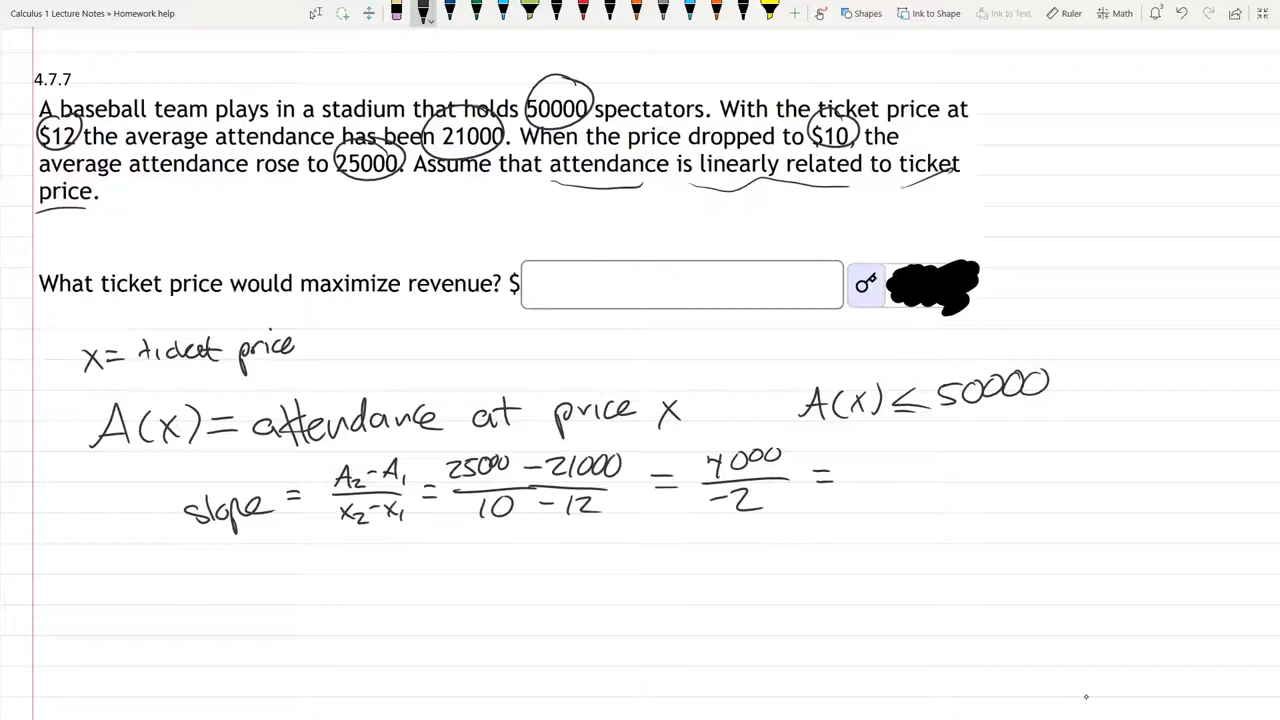 Calculus 1 Lecture Notes » Homework help
Shapes Ink to Shape Ink to Text Ruler Math
4.7.7
A baseball team plays in a stadium that holds 50000 spectators. With the ticket price at
$12 the average attendance has been 21000. When the price dropped to $10, the
average attendance rose to 25000. Assume that attendance is linearly related to ticket
price.
What ticket price would maximize revenue? $
x = ticket price
A(x) = attendance at price x A(x) ≤ 50000
slope = A₂-A₁/x₂-x₁ = 25000 - 21000/10 - 12 = 4000/-2 =